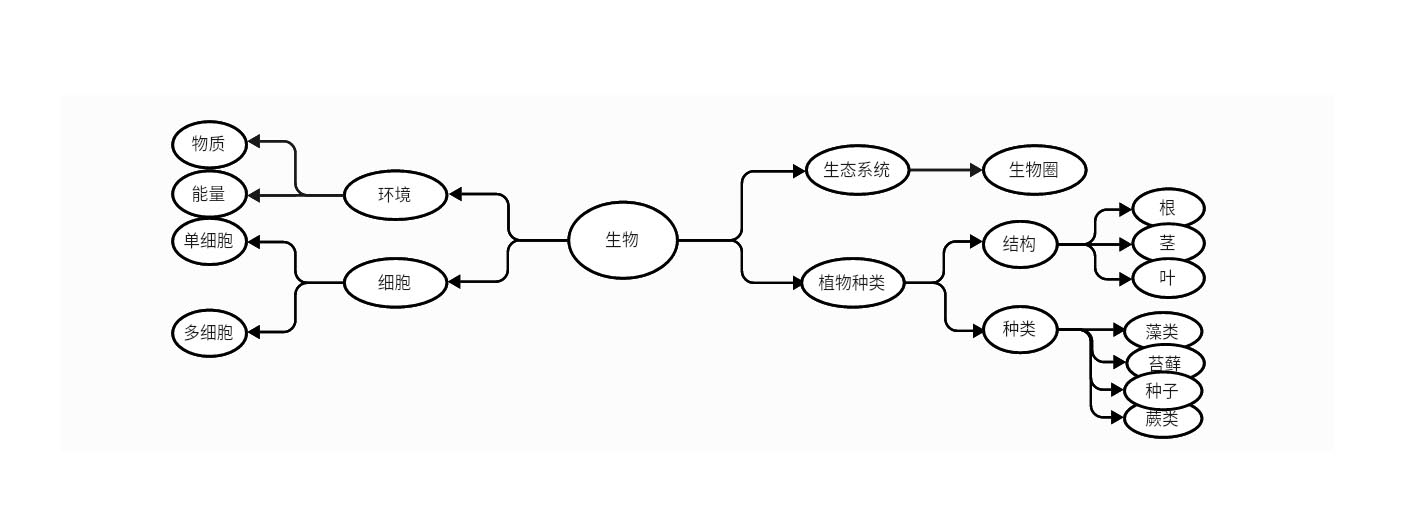 物质
能量
单细胞
多细胞
环境
细胞
生物
生态系统
生物圈
植物种类
结构
种类
根
茎
叶
藻类
苔藓
种子
蕨类